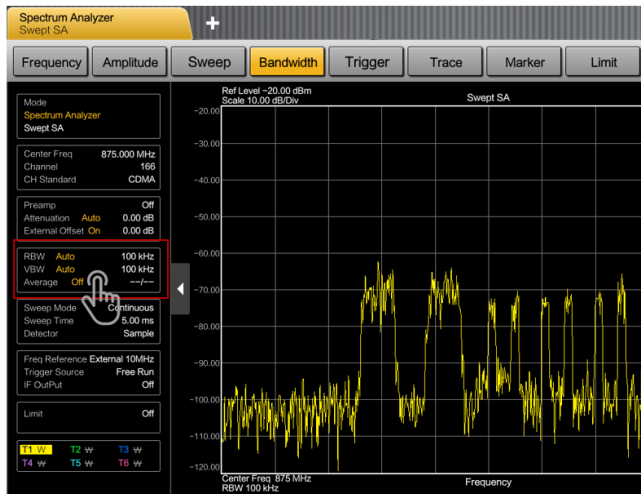 Spectrum Analyzer
Swept SA
+
Frequency Amplitude Sweep Bandwidth Trigger Trace Marker Limit
Mode
Spectrum Analyzer
Swept SA
Center Freq 875.000 MHz
Channel 166
CH Standard CDMA
Preamp Off
Attenuation Auto 0.00 dB
External Offset On 0.00 dB
RBW Auto 100 kHz
VBW Auto 100 kHz
Average Off --/--
Sweep Mode Continuous
Sweep Time 5.00 ms
Detector Sample
Freq Reference External 10MHz
Trigger Source Free Run
IF OutPut Off
Limit Off
T1 W T2 W T3 W
T4 W T5 W T6 W
Ref Level -20.00 dBm
Scale 10.00 dB/Div
Swept SA
-20.00
-30.00
-40.00
-50.00
-60.00
-70.00
-80.00
-90.00
-100.00
-110.00
-120.00
Center Freq 875 MHz
RBW 100 kHz
Frequency